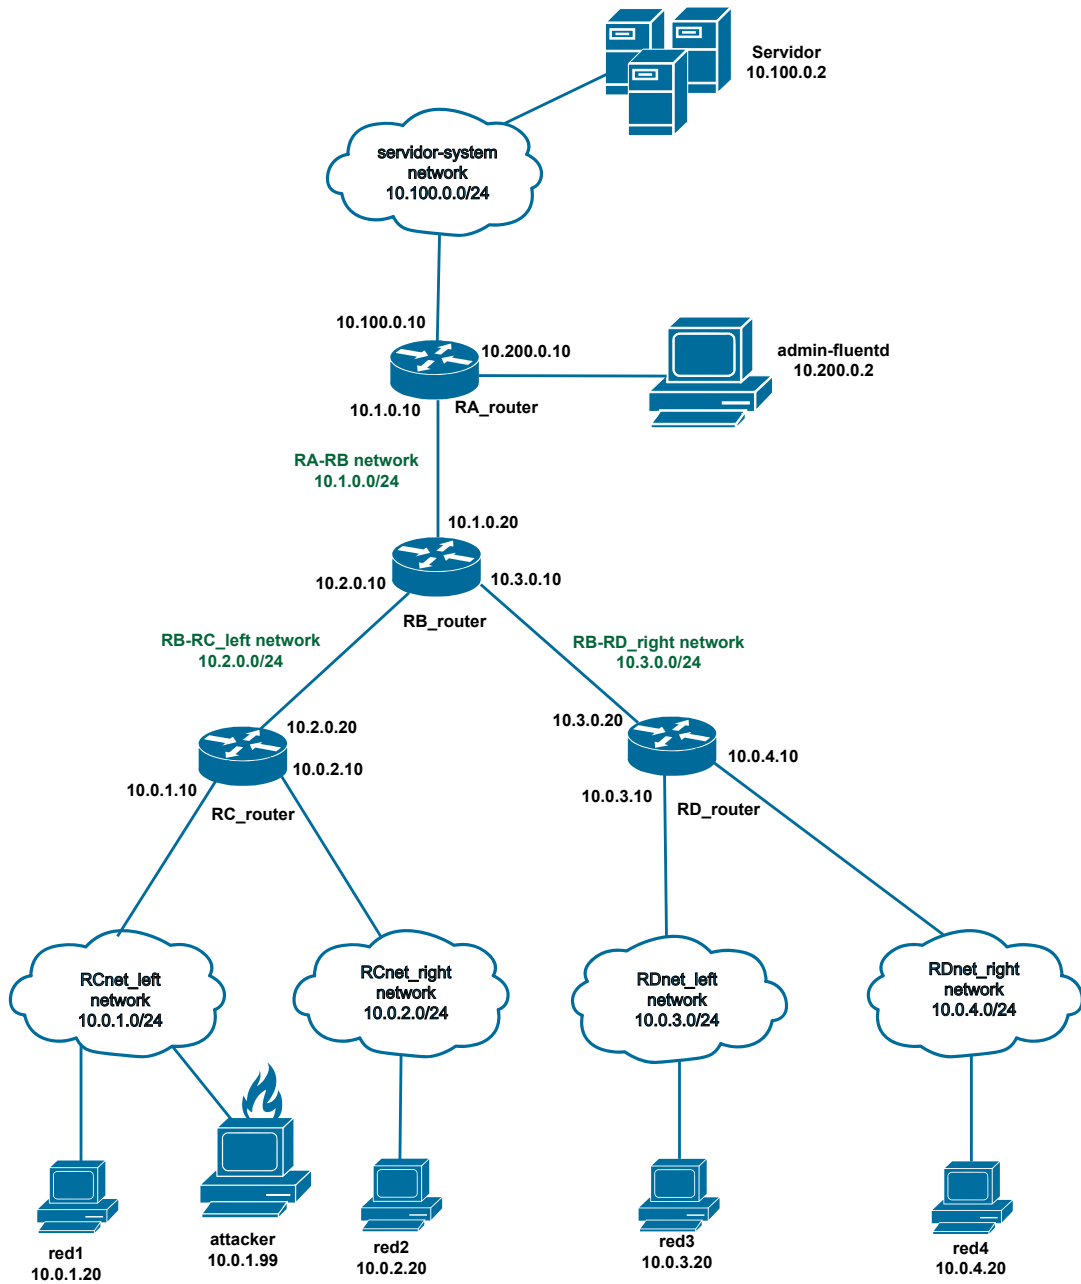 Servidor
10.100.0.2
servidor-system
network
10.100.0.0/24
10.100.0.10
10.200.0.10
admin-fluentd
10.200.0.2
10.1.0.10
RA_router
RA-RB network
10.1.0.0/24
10.1.0.20
10.2.0.10
10.3.0.10
RB_router
RB-RC_left network
10.2.0.0/24
RB-RD_right network
10.3.0.0/24
10.2.0.20
10.0.2.10
10.0.1.10
RC_router
10.3.0.20
10.0.4.10
10.0.3.10
RD_router
RCnet_left
network
10.0.1.0/24
RCnet_right
network
10.0.2.0/24
RDnet_left
network
10.0.3.0/24
RDnet_right
network
10.0.4.0/24
red1
10.0.1.20
attacker
10.0.1.99
red2
10.0.2.20
red3
10.0.3.20
red4
10.0.4.20